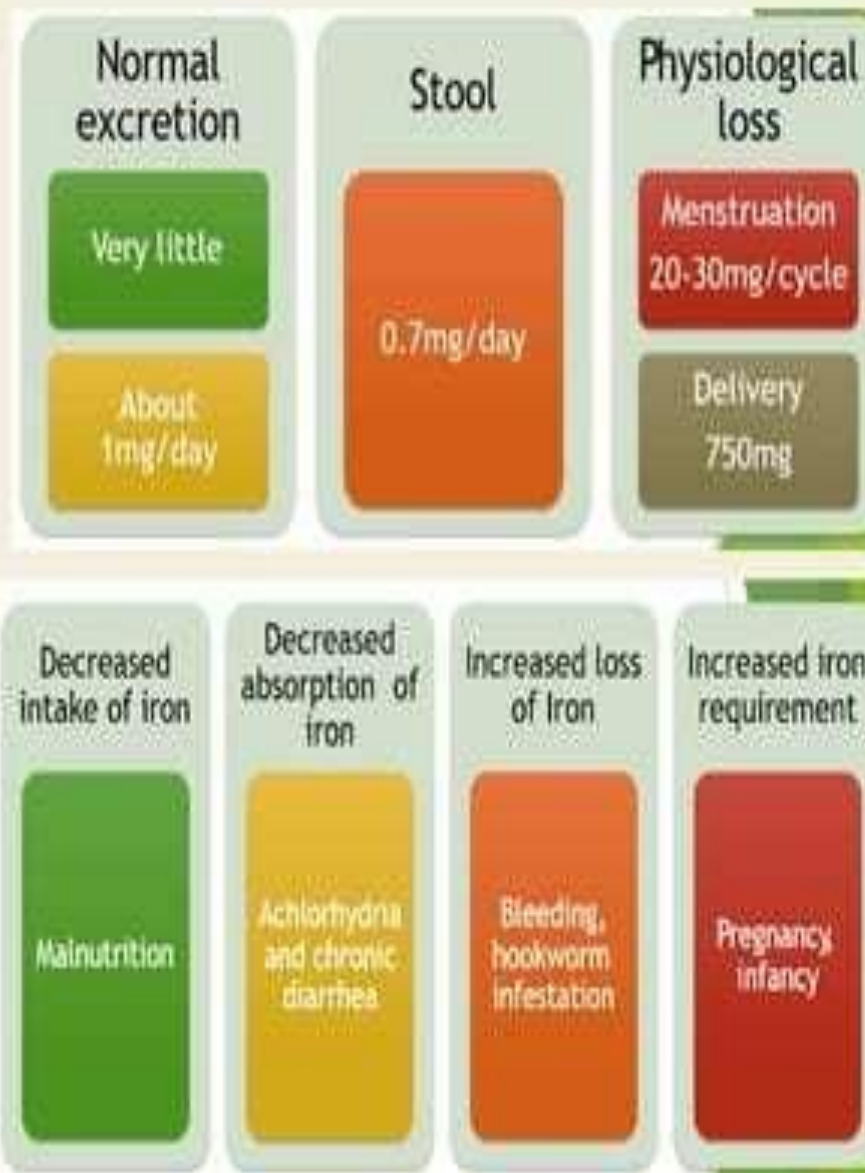 Normal
excretion
Very little
About
1mg/day
Stool
0.7mg/day
Physiological
loss
Menstruation
20-30mg/cycle
Delivery
750mg
Decreased
intake of iron
Malnutrition
Decreased
absorption of
iron
Achlorhydria
and chronic
diarrhea
Increased loss
of Iron
Bleeding,
hookworm
infestation
Increased iron
requirement
Pregnancy,
infancy